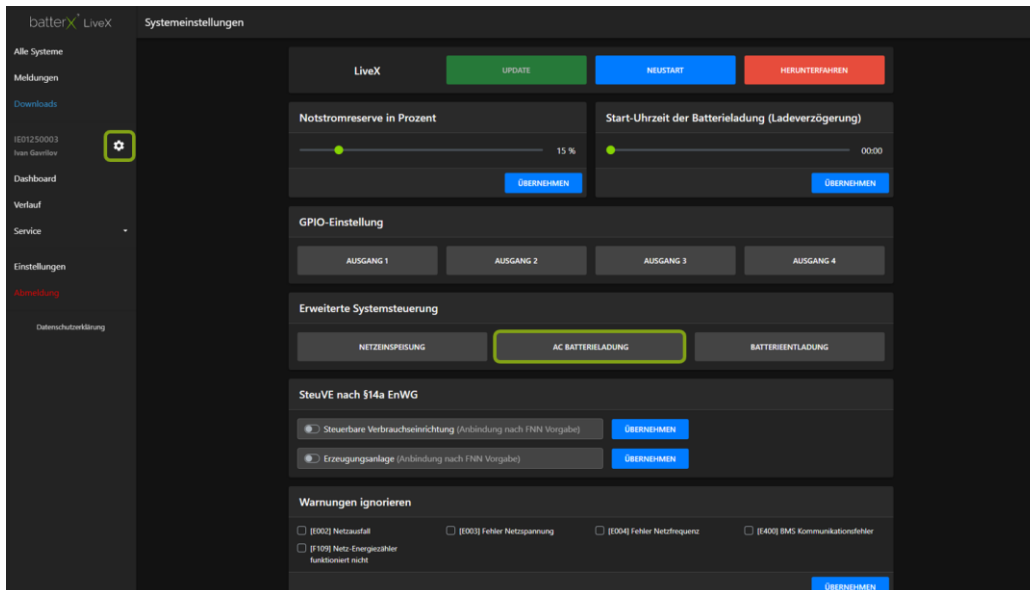 batterX LiveX
Systemeinstellungen
Alle Systeme
Meldungen
Downloads
IE01250003
Ivan Gavrilov
Dashboard
Verlauf
Service
Einstellungen
Abmeldung
Datenschutzerklärung
LiveX
UPDATE
NEUSTART
HERUNTERFAHREN
Notstromreserve in Prozent
15 %
ÜBERNEHMEN
Start-Uhrzeit der Batterieladung (Ladeverzögerung)
00:00
ÜBERNEHMEN
GPIO-Einstellung
AUSGANG 1
AUSGANG 2
AUSGANG 3
AUSGANG 4
Erweiterte Systemsteuerung
NETZEINSPEISUNG
AC BATTERIELADUNG
BATTERIEENTLADUNG
SteuVE nach §14a EnWG
Steuerbare Verbrauchseinrichtung (Anbindung nach FNN Vorgabe)
ÜBERNEHMEN
Erzeugungsanlage (Anbindung nach FNN Vorgabe)
ÜBERNEHMEN
Warnungen ignorieren
[E002] Netzausfall
[E003] Fehler Netzspannung
[E004] Fehler Netzfrequenz
[E400] BMS Kommunikationsfehler
[F109] Netz-Energiezähler
funktioniert nicht
ÜBERNEHMEN